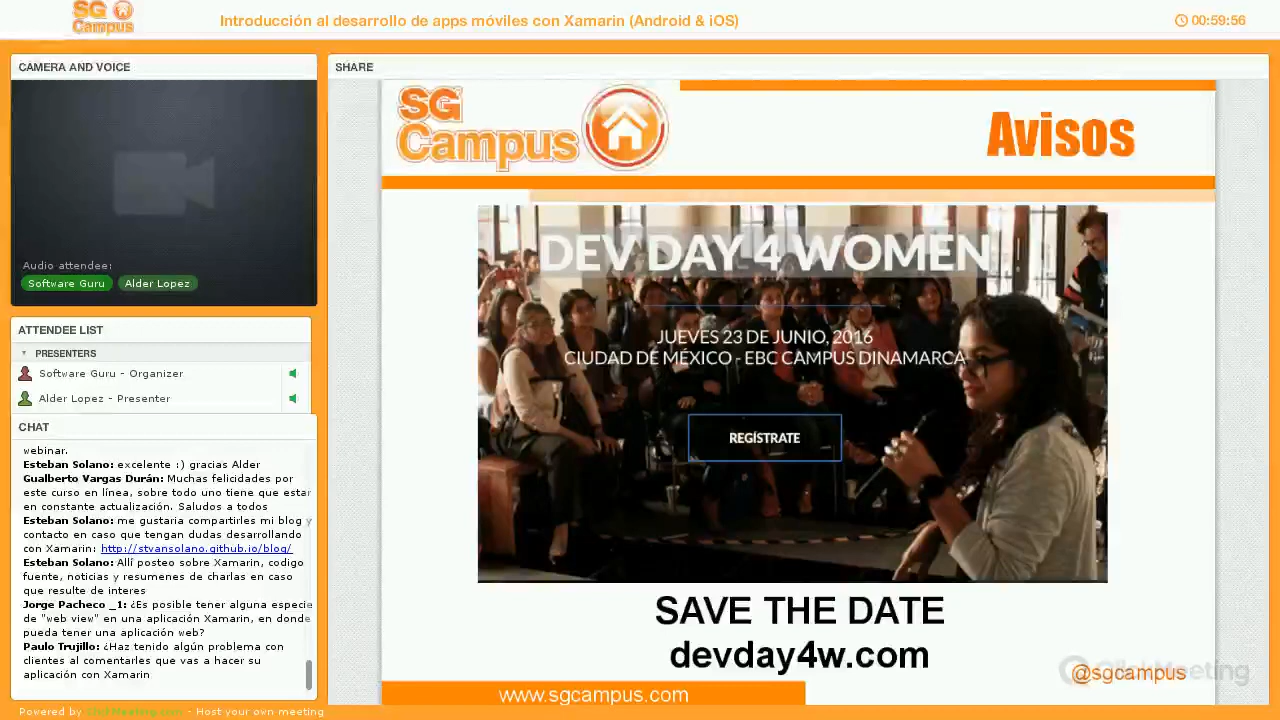 SG
Campus
Introducción al desarrollo de apps móviles con Xamarin (Android & iOS)
00:59:56
CAMERA AND VOICE
Audio attendee:
Software Guru
Alder Lopez
ATTENDEE LIST
PRESENTERS
Software Guru - Organizer
Alder Lopez - Presenter
CHAT
webinar.
Esteban Solano: excelente :) gracias Alder
Gualberto Vargas Durán: Muchas felicidades por
este curso en línea, sobre todo uno tiene que estar
en constante actualización. Saludos a todos
Esteban Solano: me gustaria compartirles mi blog y
contacto en caso que tengan dudas desarrollando
con Xamarin: http://stvansolano.github.io/blog/
Esteban Solano: Allí posteo sobre Xamarin, codigo
fuente, noticias y resumenes de charlas en caso
que resulte de interes
Jorge Pacheco _1: ¿Es posible tener alguna especie
de "web view" en una aplicación Xamarin, en donde
pueda tener una aplicación web?
Paulo Trujillo: ¿Haz tenido algún problema con
clientes al comentarles que vas a hacer su
aplicación con Xamarin
Powered by ClickMeeting.com - Host your own meeting
SHARE
SG
Campus
Avisos
DEV DAY 4 WOMEN
JUEVES 23 DE JUNIO, 2016
CIUDAD DE MÉXICO - EBC CAMPUS DINAMARCA
REGÍSTRATE
SAVE THE DATE
devday4w.com
ClickMeeting
@sgcampus
www.sgcampus.com